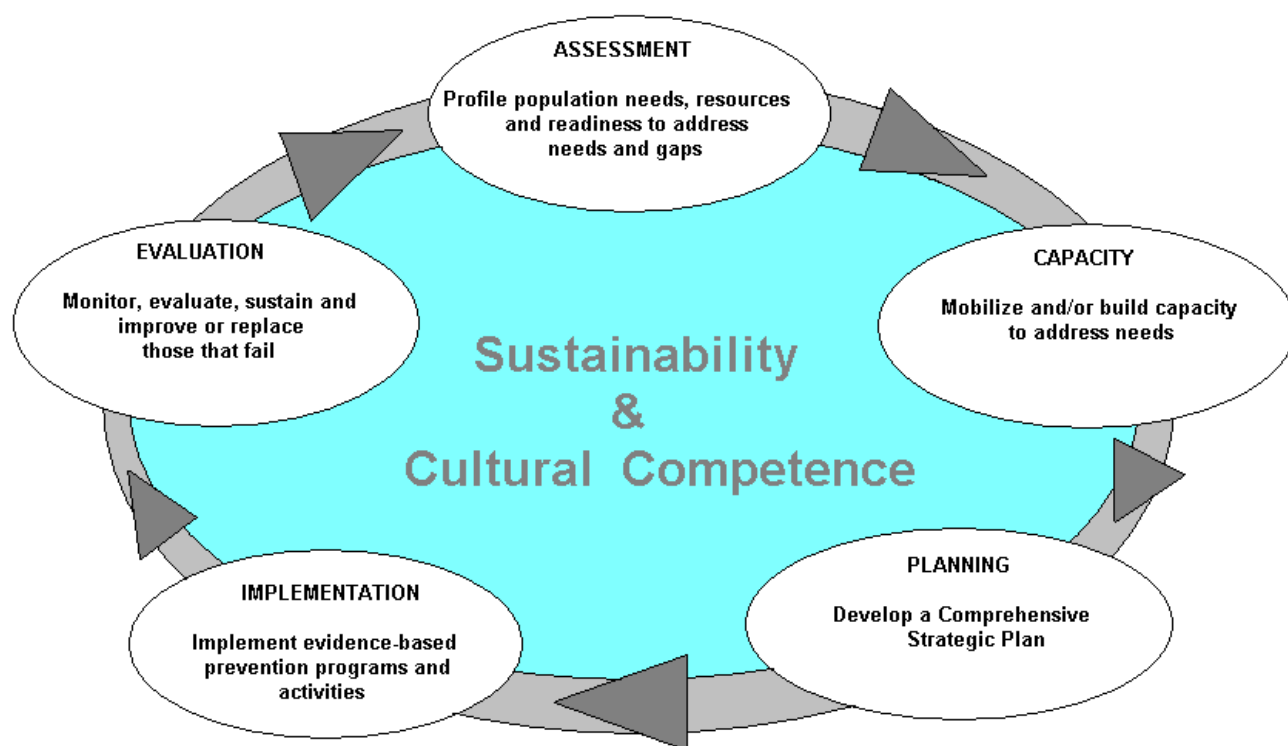 ASSESSMENT
Profile population needs, resources
and readiness to address
needs and gaps
CAPACITY
Mobilize and/or build capacity
to address needs
PLANNING
Develop a Comprehensive
Strategic Plan
IMPLEMENTATION
Implement evidence-based
prevention programs and
activities
EVALUATION
Monitor, evaluate, sustain and
improve or replace
those that fail
Sustainability
&
Cultural Competence